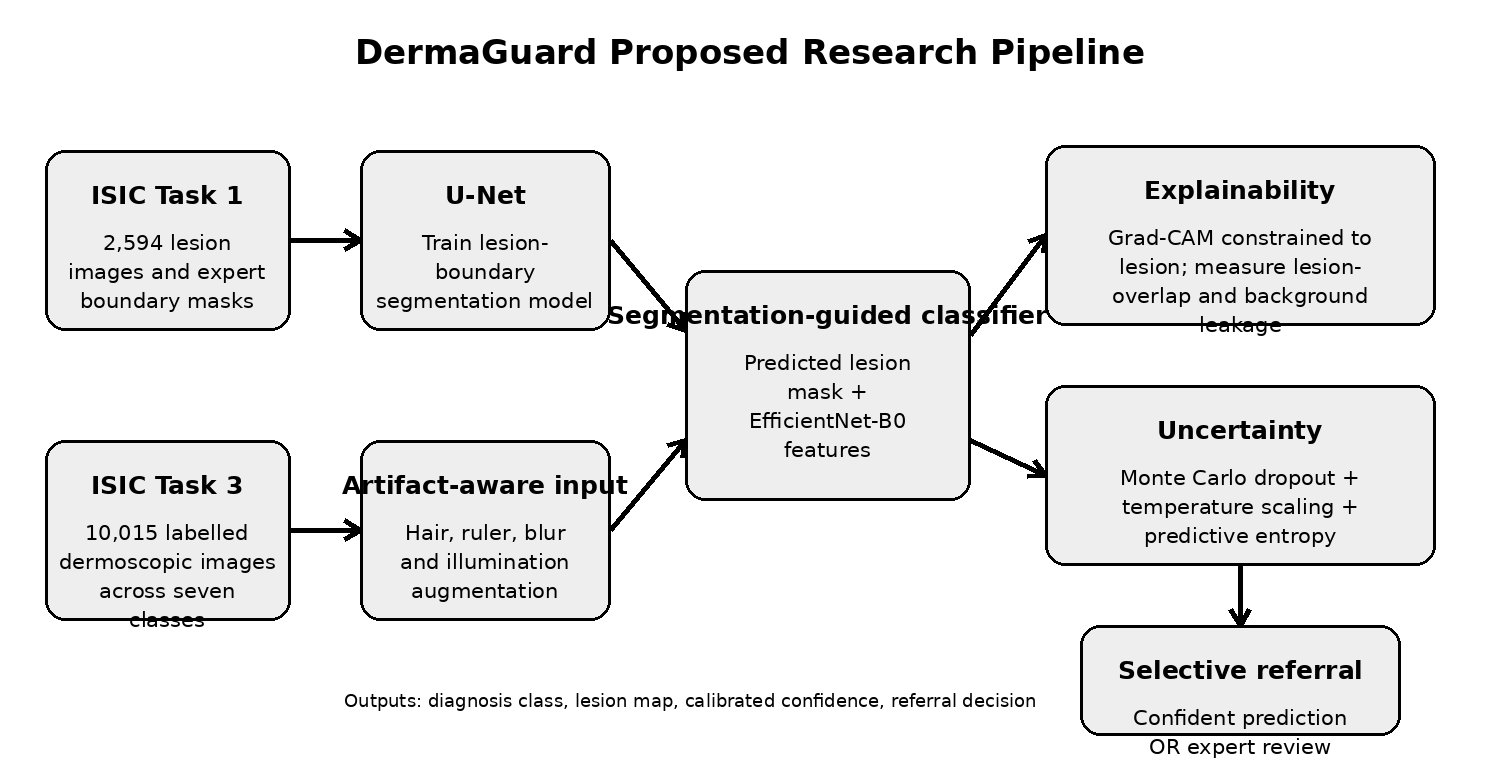 DermaGuard Proposed Research Pipeline
ISIC Task 1
2,594 lesion
images and expert
boundary masks
U-Net
Train lesion-
boundary
segmentation model
ISIC Task 3
10,015 labelled
dermoscopic images
across seven
classes
Artifact-aware input
Hair, ruler, blur
and illumination
augmentation
Segmentation-guided classifier
Predicted lesion
mask +
EfficientNet-B0
features
Explainability
Grad-CAM constrained to
lesion; measure lesion-
overlap and background
leakage
Uncertainty
Monte Carlo dropout +
temperature scaling +
predictive entropy
Selective referral
Confident prediction
OR expert review
Outputs: diagnosis class, lesion map, calibrated confidence, referral decision